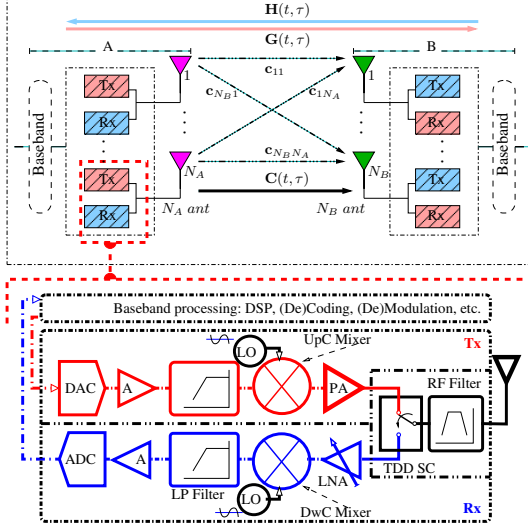 H(t, τ)
G(t, τ)
A
B
c11
cNB1
c1NA
cNBNA
C(t, τ)
Baseband
Tx
Rx
Tx
Rx
1
NA
NA ant
1
NB
NB ant
Tx
Rx
Tx
Rx
Baseband
Baseband processing: DSP, (De)Coding, (De)Modulation, etc.
UpC Mixer
Tx
LO
DAC
A
PA
RF Filter
ADC
A
LP Filter
LNA
TDD SC
LO
DwC Mixer
Rx